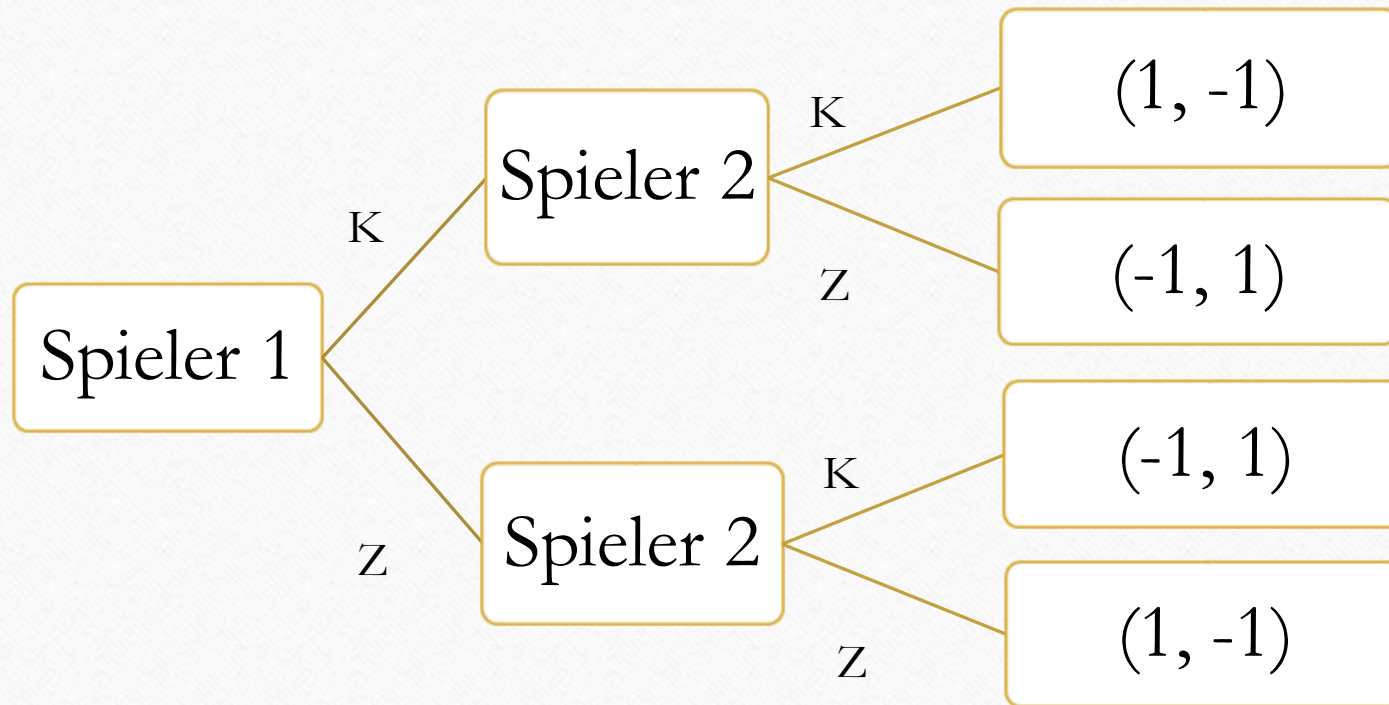 (1, -1)
K
Spieler 2
K
(-1, 1)
Z
Spieler 1
(-1, 1)
K
Spieler 2
Z
(1, -1)
Z